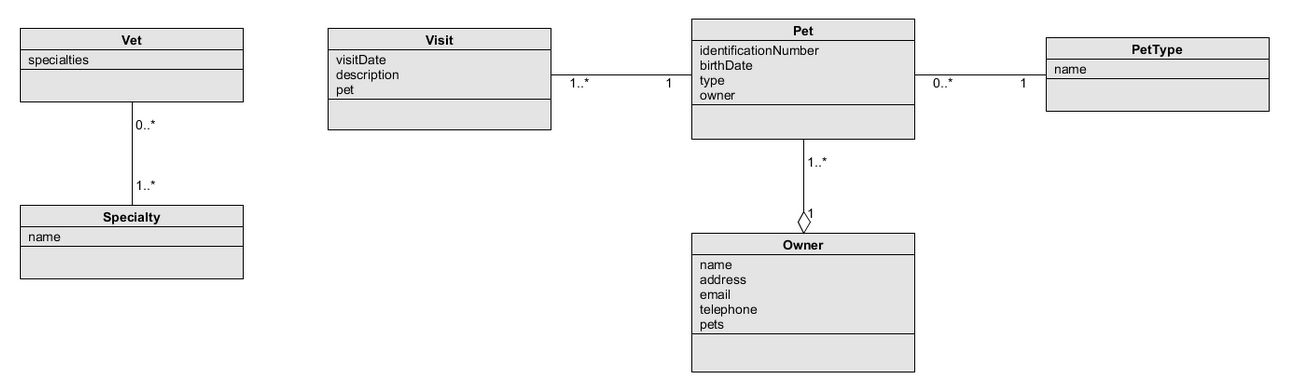 Vet
specialties
0..*
1..*
Specialty
name
Visit
visitDate
description
pet
1..*
1
Pet
identificationNumber
birthDate
type
owner
0..*
1
PetType
name
1..*
1
Owner
name
address
email
telephone
pets